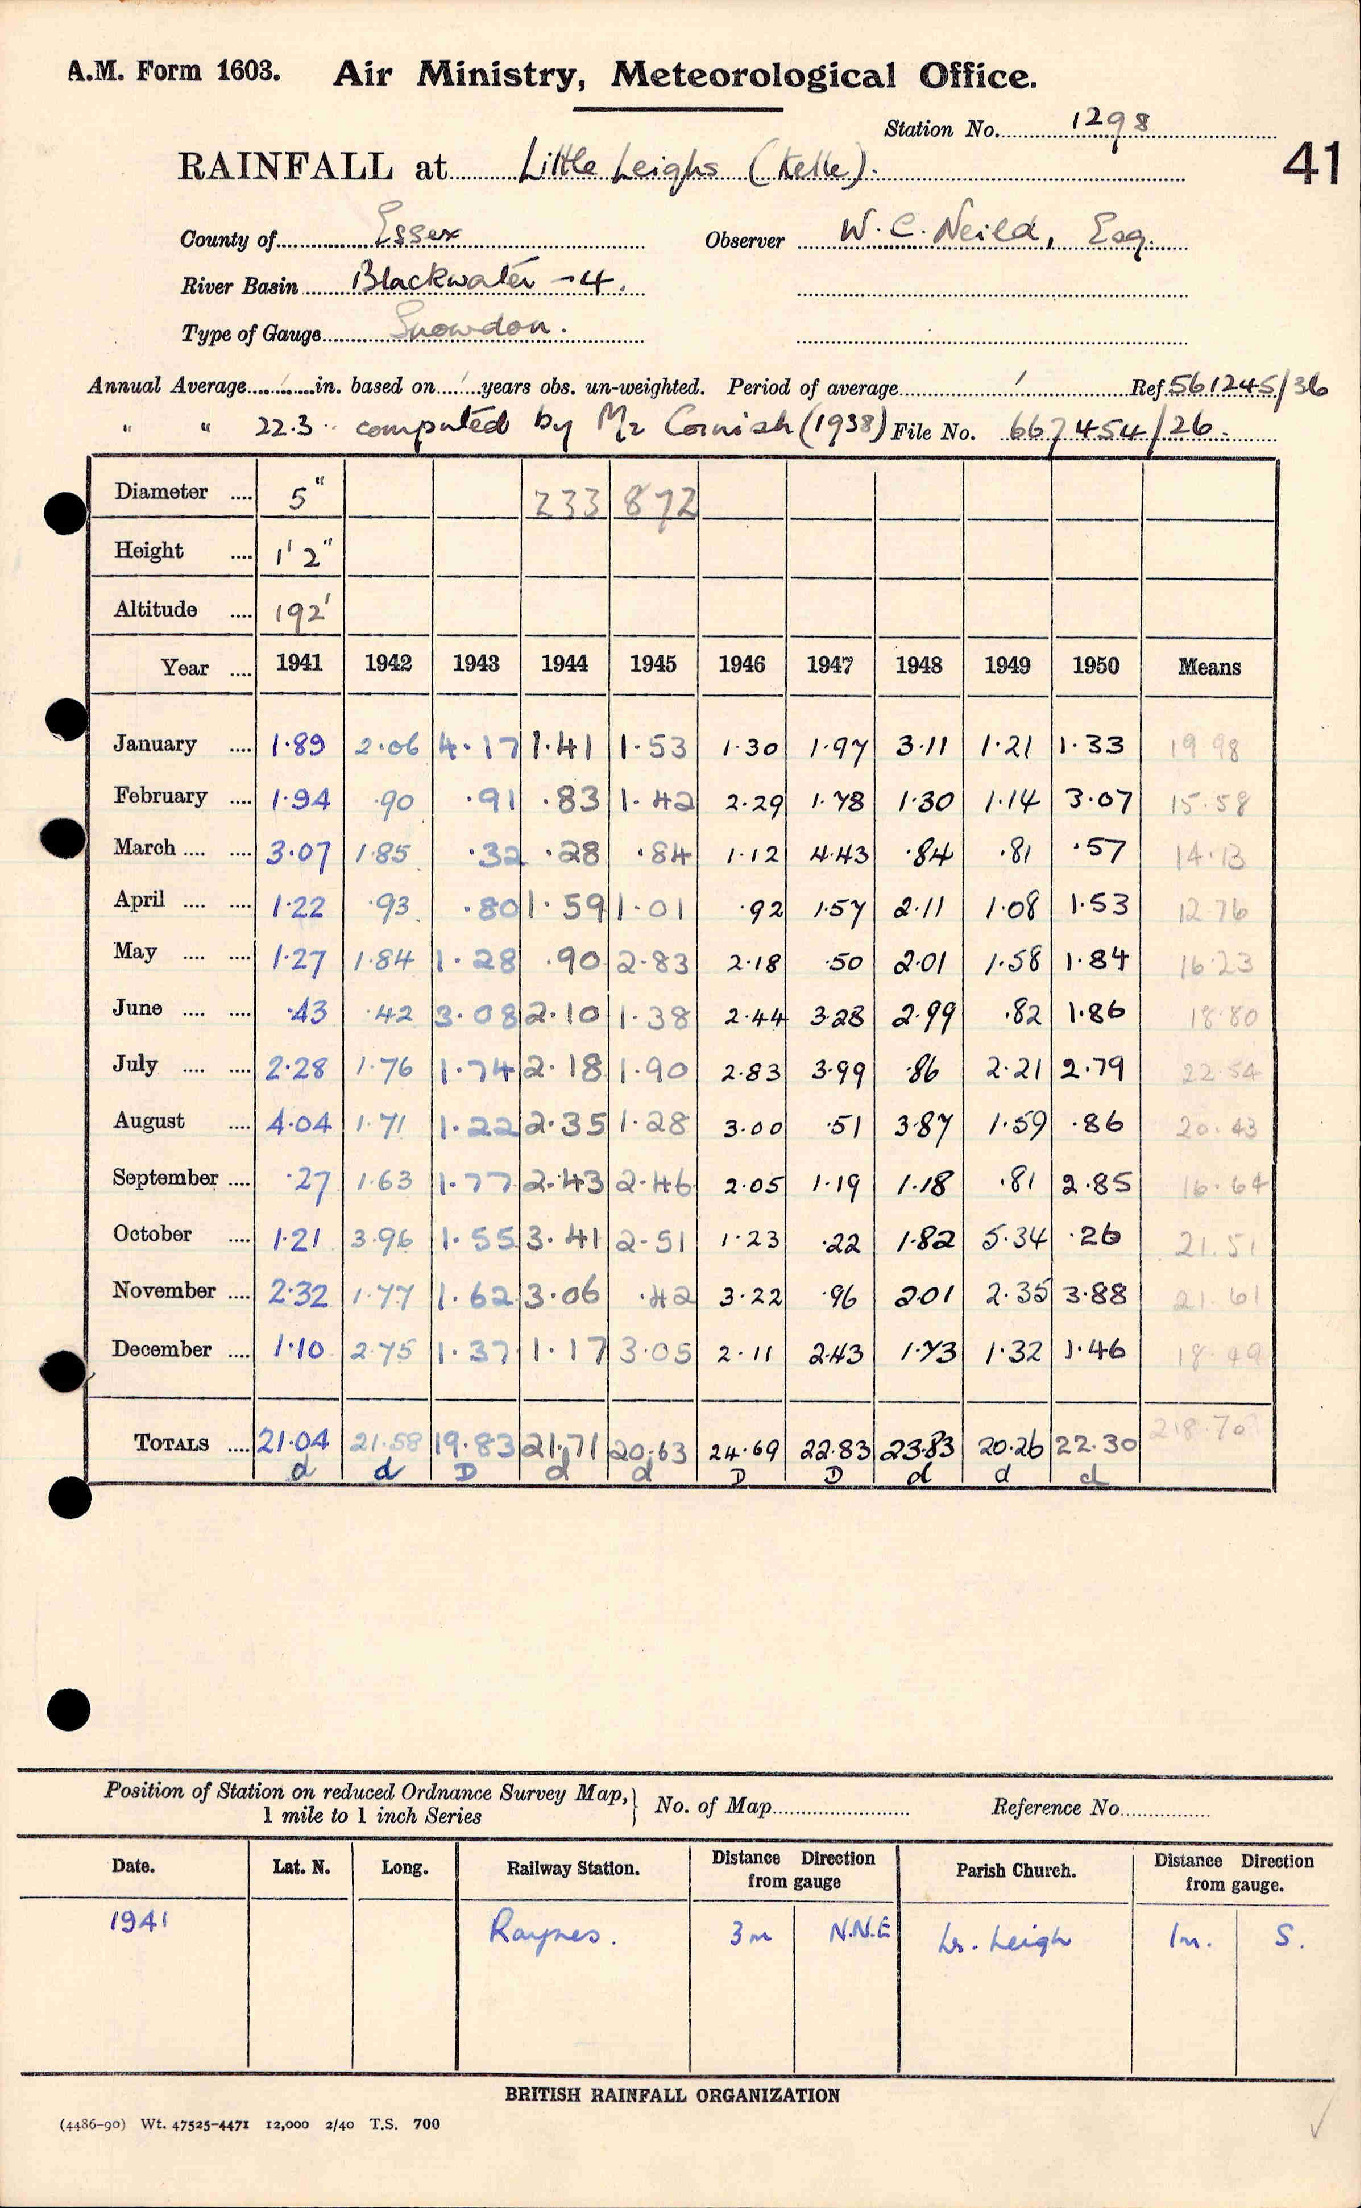 A.M. Form 1603. Air Ministry, Meteorological Office.
Station No. 1298
41
RAINFALL at Little Leighs (Kelle).
County of Essex Observer W. C. Neild, Esq.
River Basin Blackwater - 4.
Type of Gauge Snowdon.
Annual Average in. based on years obs. un-weighted. Period of average Ref 561245/36
" " 22.3 computed by Mr Cornish (1938) File No. 667454/26.
Diameter .... 5" 233 872
Height .... 1' 2"
Altitude .... 192'
Year .... 1941 1942 1943 1944 1945 1946 1947 1948 1949 1950 Means
January .... 1.89 2.06 4.17 1.41 1.53 1.30 1.97 3.11 1.21 1.33 19.98
February .... 1.94 .90 .91 .83 1.42 2.29 1.78 1.30 1.14 3.07 15.58
March .... .... 3.07 1.85 .32 .28 .84 1.12 4.43 .84 .81 .57 14.13
April .... .... 1.22 .93 .80 1.59 1.01 .92 1.57 2.11 1.08 1.53 12.76
May .... .... 1.27 1.84 1.28 .90 2.83 2.18 .50 2.01 1.58 1.84 16.23
June .... .... .43 .42 3.08 2.10 1.38 2.44 3.28 2.99 .82 1.86 18.80
July .... .... 2.28 1.76 1.74 2.18 1.90 2.83 3.99 .86 2.21 2.79 22.54
August .... 4.04 1.71 1.22 2.35 1.28 3.00 .51 3.87 1.59 .86 20.43
September .... .27 1.63 1.77 2.43 2.46 2.05 1.19 1.18 .81 2.85 16.64
October .... 1.21 3.96 1.55 3.41 2.51 1.23 .22 1.82 5.34 .26 21.51
November .... 2.32 1.77 1.62 3.06 .42 3.22 .96 2.01 2.35 3.88 21.61
December .... 1.10 2.75 1.37 1.17 3.05 2.11 2.43 1.73 1.32 1.46 18.49
TOTALS .... 21.04 21.58 19.83 21.71 20.63 24.69 22.83 23.83 20.26 22.30 218.70
d d D d d D D d d d
Position of Station on reduced Ordnance Survey Map,} No. of Map Reference No.
1 mile to 1 inch Series
Date. Lat. N. Long. Railway Station. Distance Direction from gauge Parish Church. Distance Direction from gauge.
1941 Raynes. 3m N.N.E Lr. Leigh 1m. S.
BRITISH RAINFALL ORGANIZATION
(4486-90) Wt. 47525-4471 12,000 2/40 T.S. 700